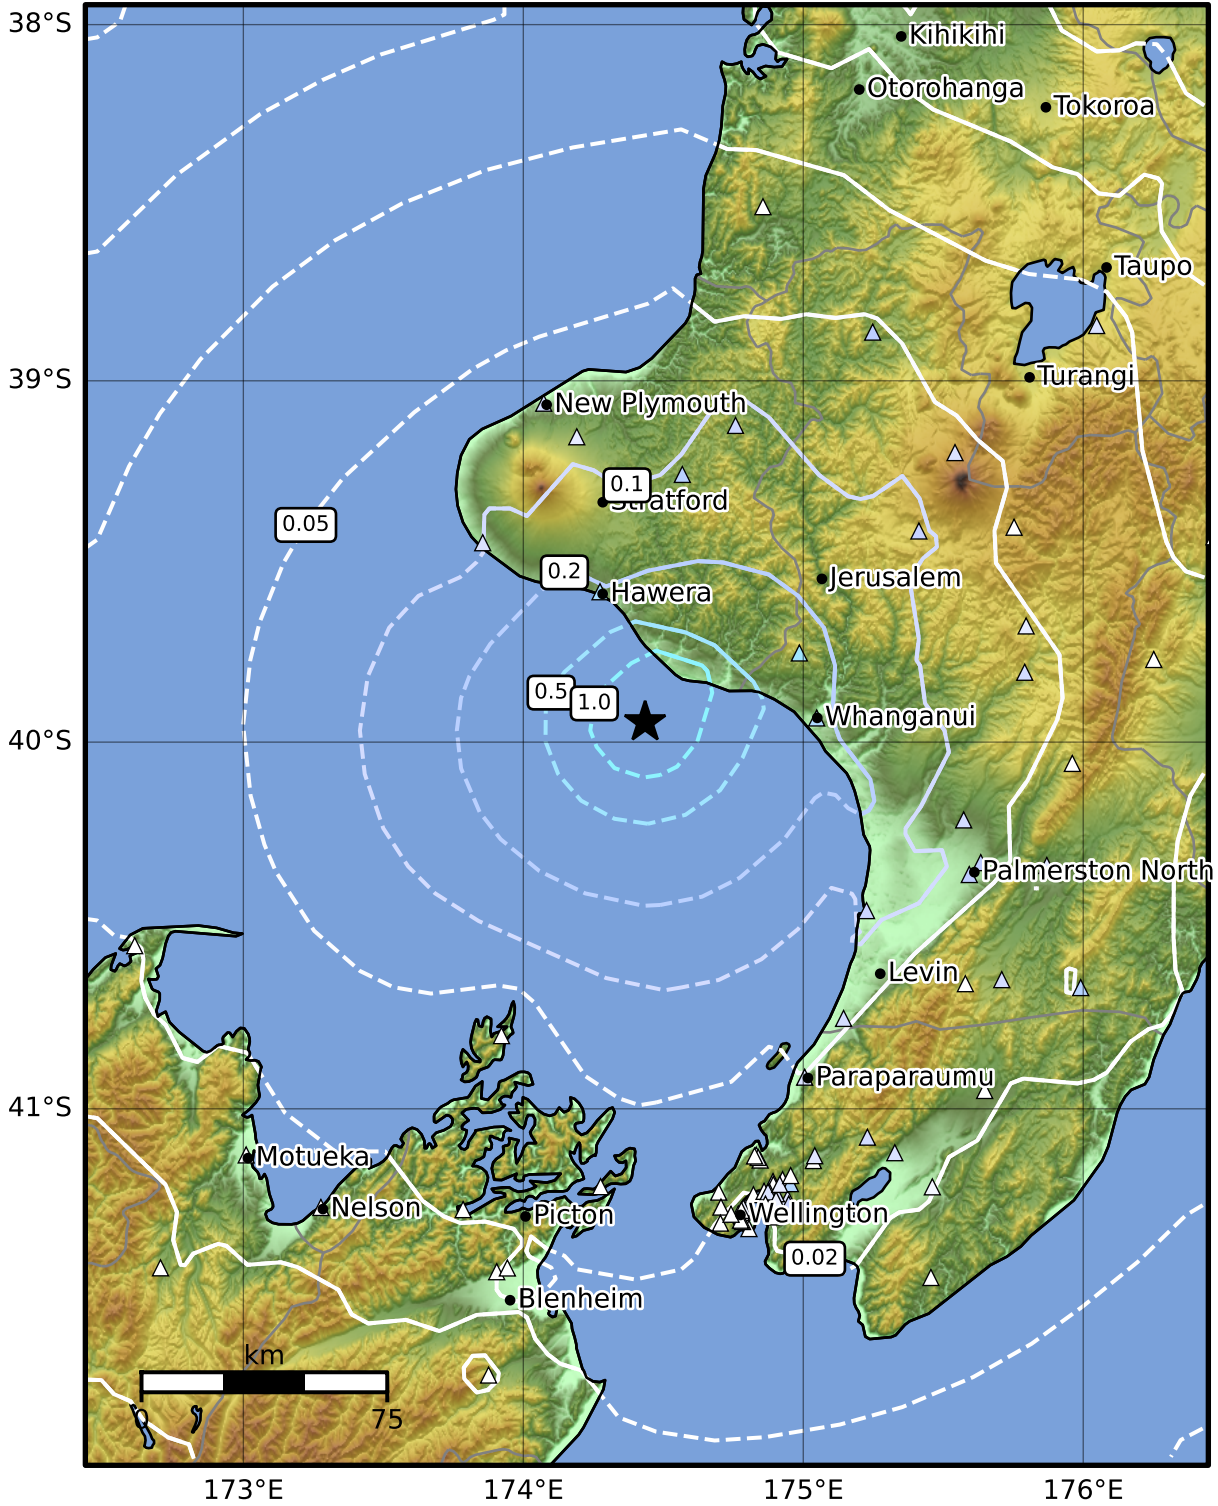 38°S
Kihikihi
Otorohanga
Tokoroa
Taupo
39°S
Turangi
New Plymouth
0.1
Stratford
0.05
0.2
Jerusalem
Hawera
0.5
1.0
Whanganui
40°S
Palmerston North
Levin
Paraparaumu
41°S
Motueka
Nelson
Picton
Wellington
0.02
Blenheim
km
0
75
173°E
174°E
175°E
176°E